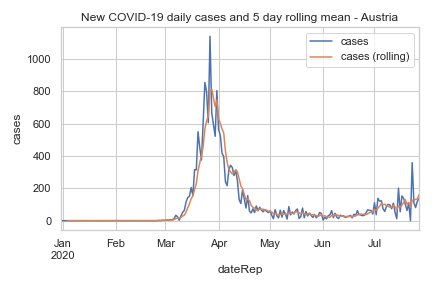 New COVID-19 daily cases and 5 day rolling mean - Austria
cases
cases (rolling)
1000
800
600
400
200
0
cases
Jan Feb Mar Apr May Jun Jul
2020
dateRep